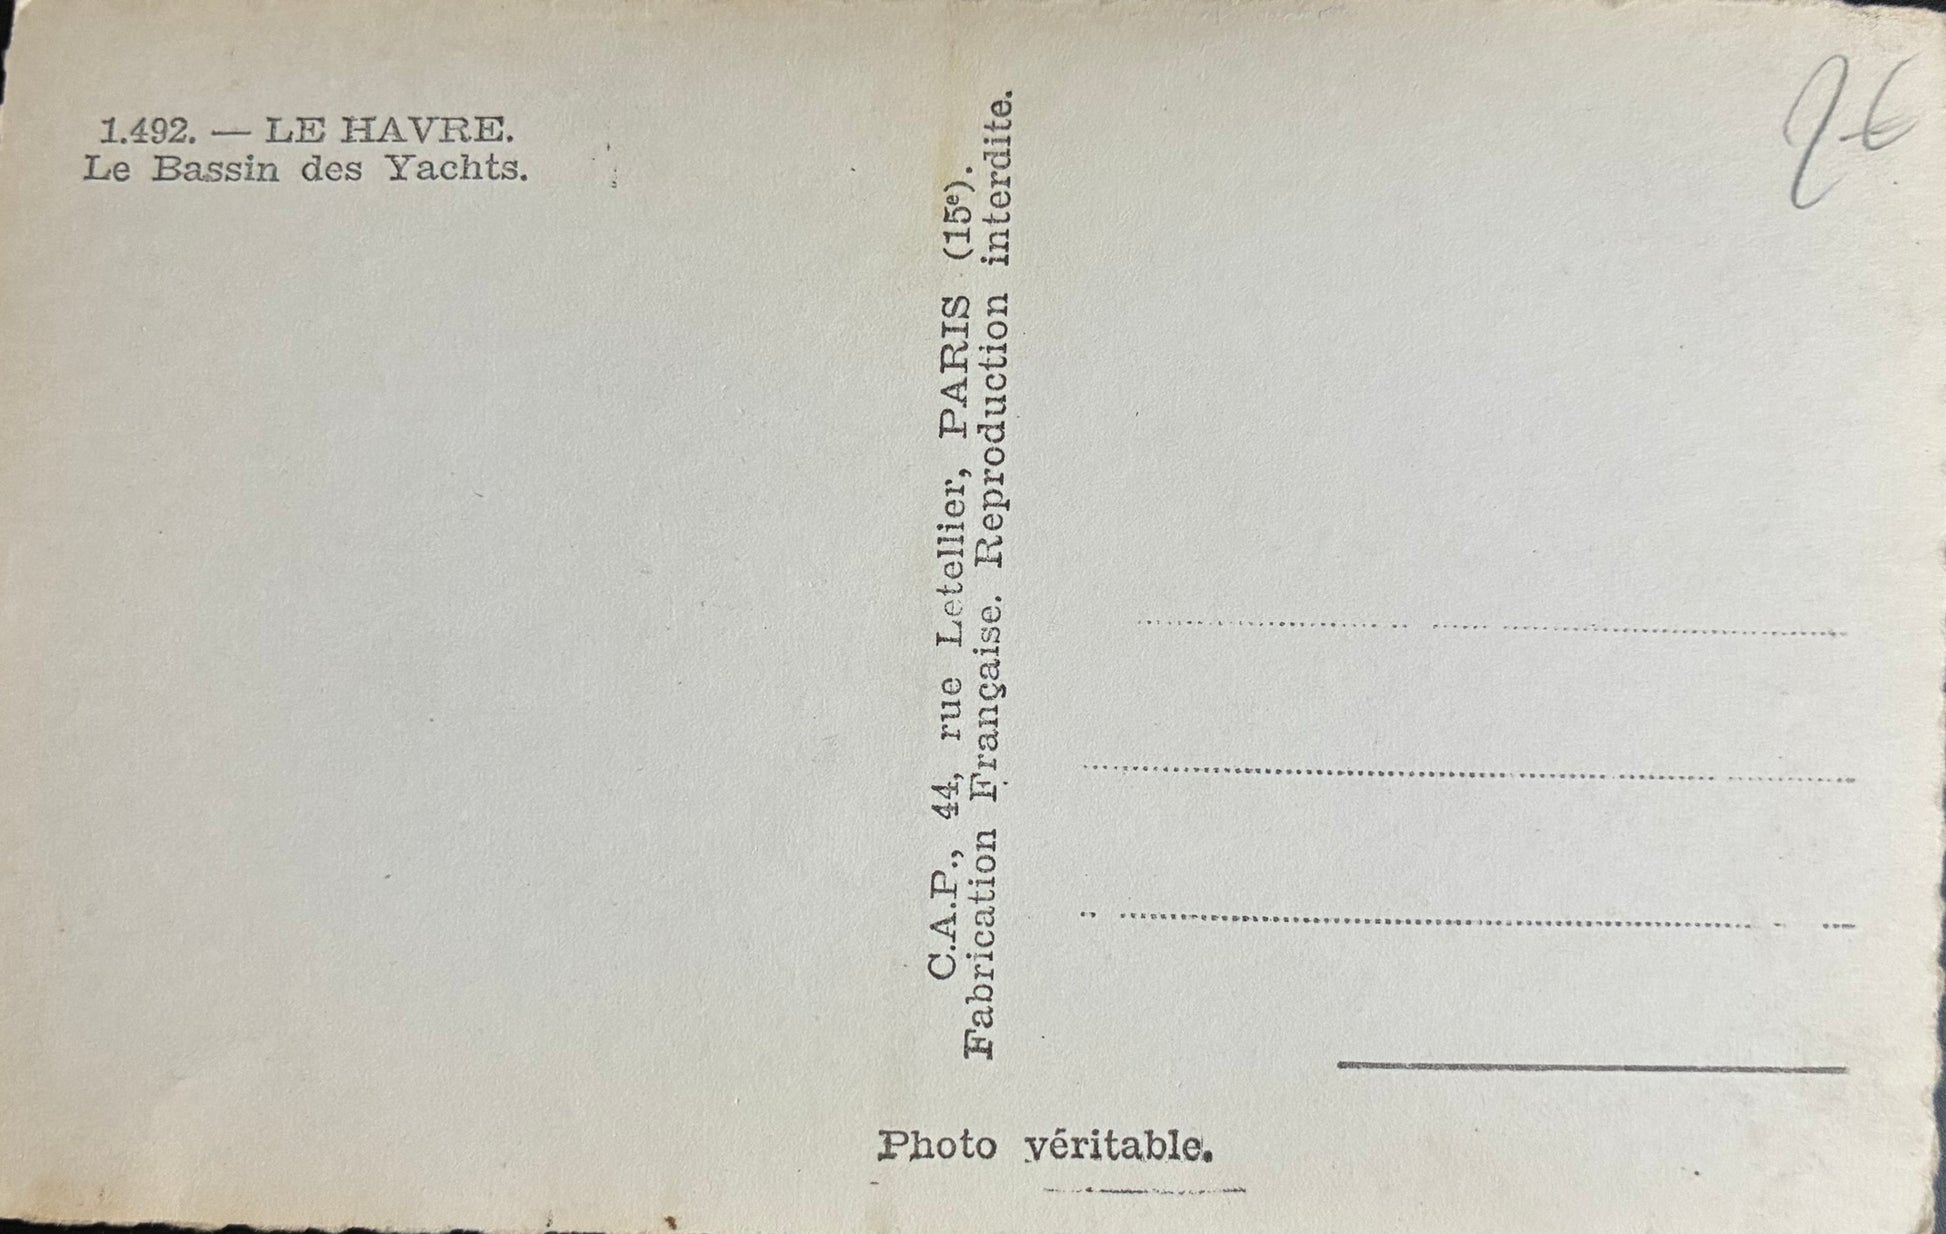 1.492. — LE HAVRE.
Le Bassin des Yachts.
C.A.P., 44, rue Letellier, PARIS (15ᵉ).
Fabrication Française. Reproduction interdite.
2€
Photo véritable.